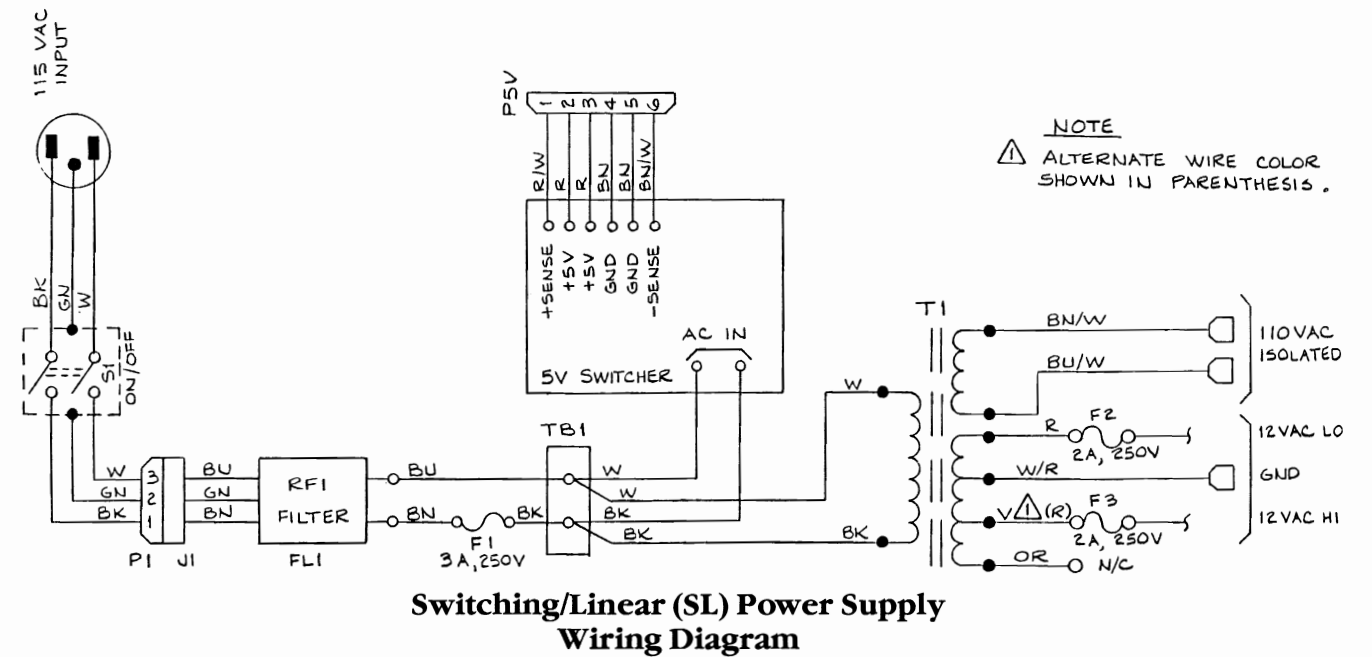 115 VAC
INPUT
P5V
1 2 3 4 5 6
R/W R R BN BN BN/W
NOTE
1 ALTERNATE WIRE COLOR
SHOWN IN PARENTHESIS.
+SENSE +5V +5V GND GND -SENSE
BK GN W
S1
ON/OFF
AC IN
5V SWITCHER
T1
BN/W
110 VAC
ISOLATED
BU/W
W
TB1
R F2
2A, 250V
12VAC LO
W/R
GND
V 1 (R) F3
2A, 250V
12VAC HI
OR N/C
W 3 BU
GN 2 GN
BK 1 BN
P1 J1
RFI
FILTER
FL1
BU
BN
F1
3A, 250V
BK
W
W
BK
BK
BK
Switching/Linear (SL) Power Supply
Wiring Diagram